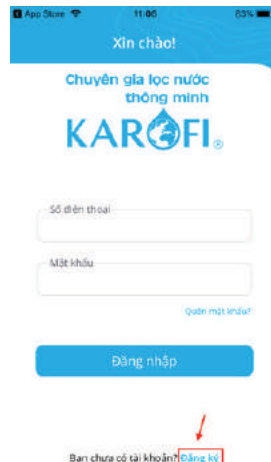 App Store 11:06 63%
Xin chào!
Chuyên gia lọc nước
thông minh
KAROFI®
Số điện thoại
Mật khẩu
Quên mật khẩu?
Đăng nhập
Bạn chưa có tài khoản? Đăng ký